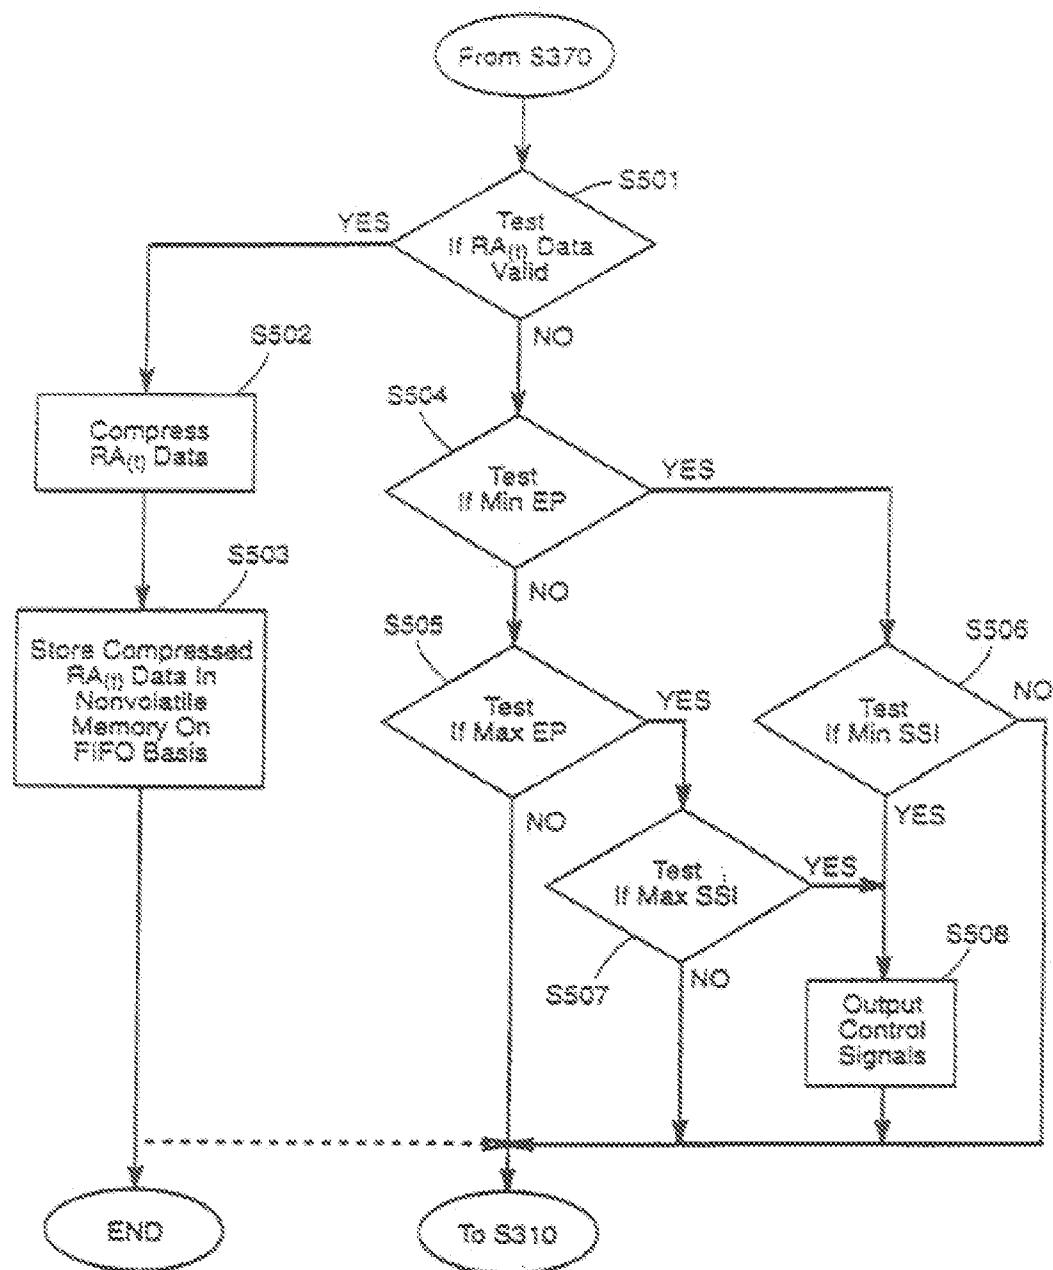 From S370
S501
YES
Test
If RA(t) Data
Valid
NO
S502
Compress
RA(t) Data
S504
Test
If Min EP
YES
NO
S503
Store Compressed
RA(t) Data In
Nonvolatile
Memory On
FIFO Basis
S505
Test
If Max EP
YES
NO
S506
Test
If Min SSI
NO
YES
Test
If Max SSI
YES
S507
NO
S508
Output
Control
Signals
END
To S310